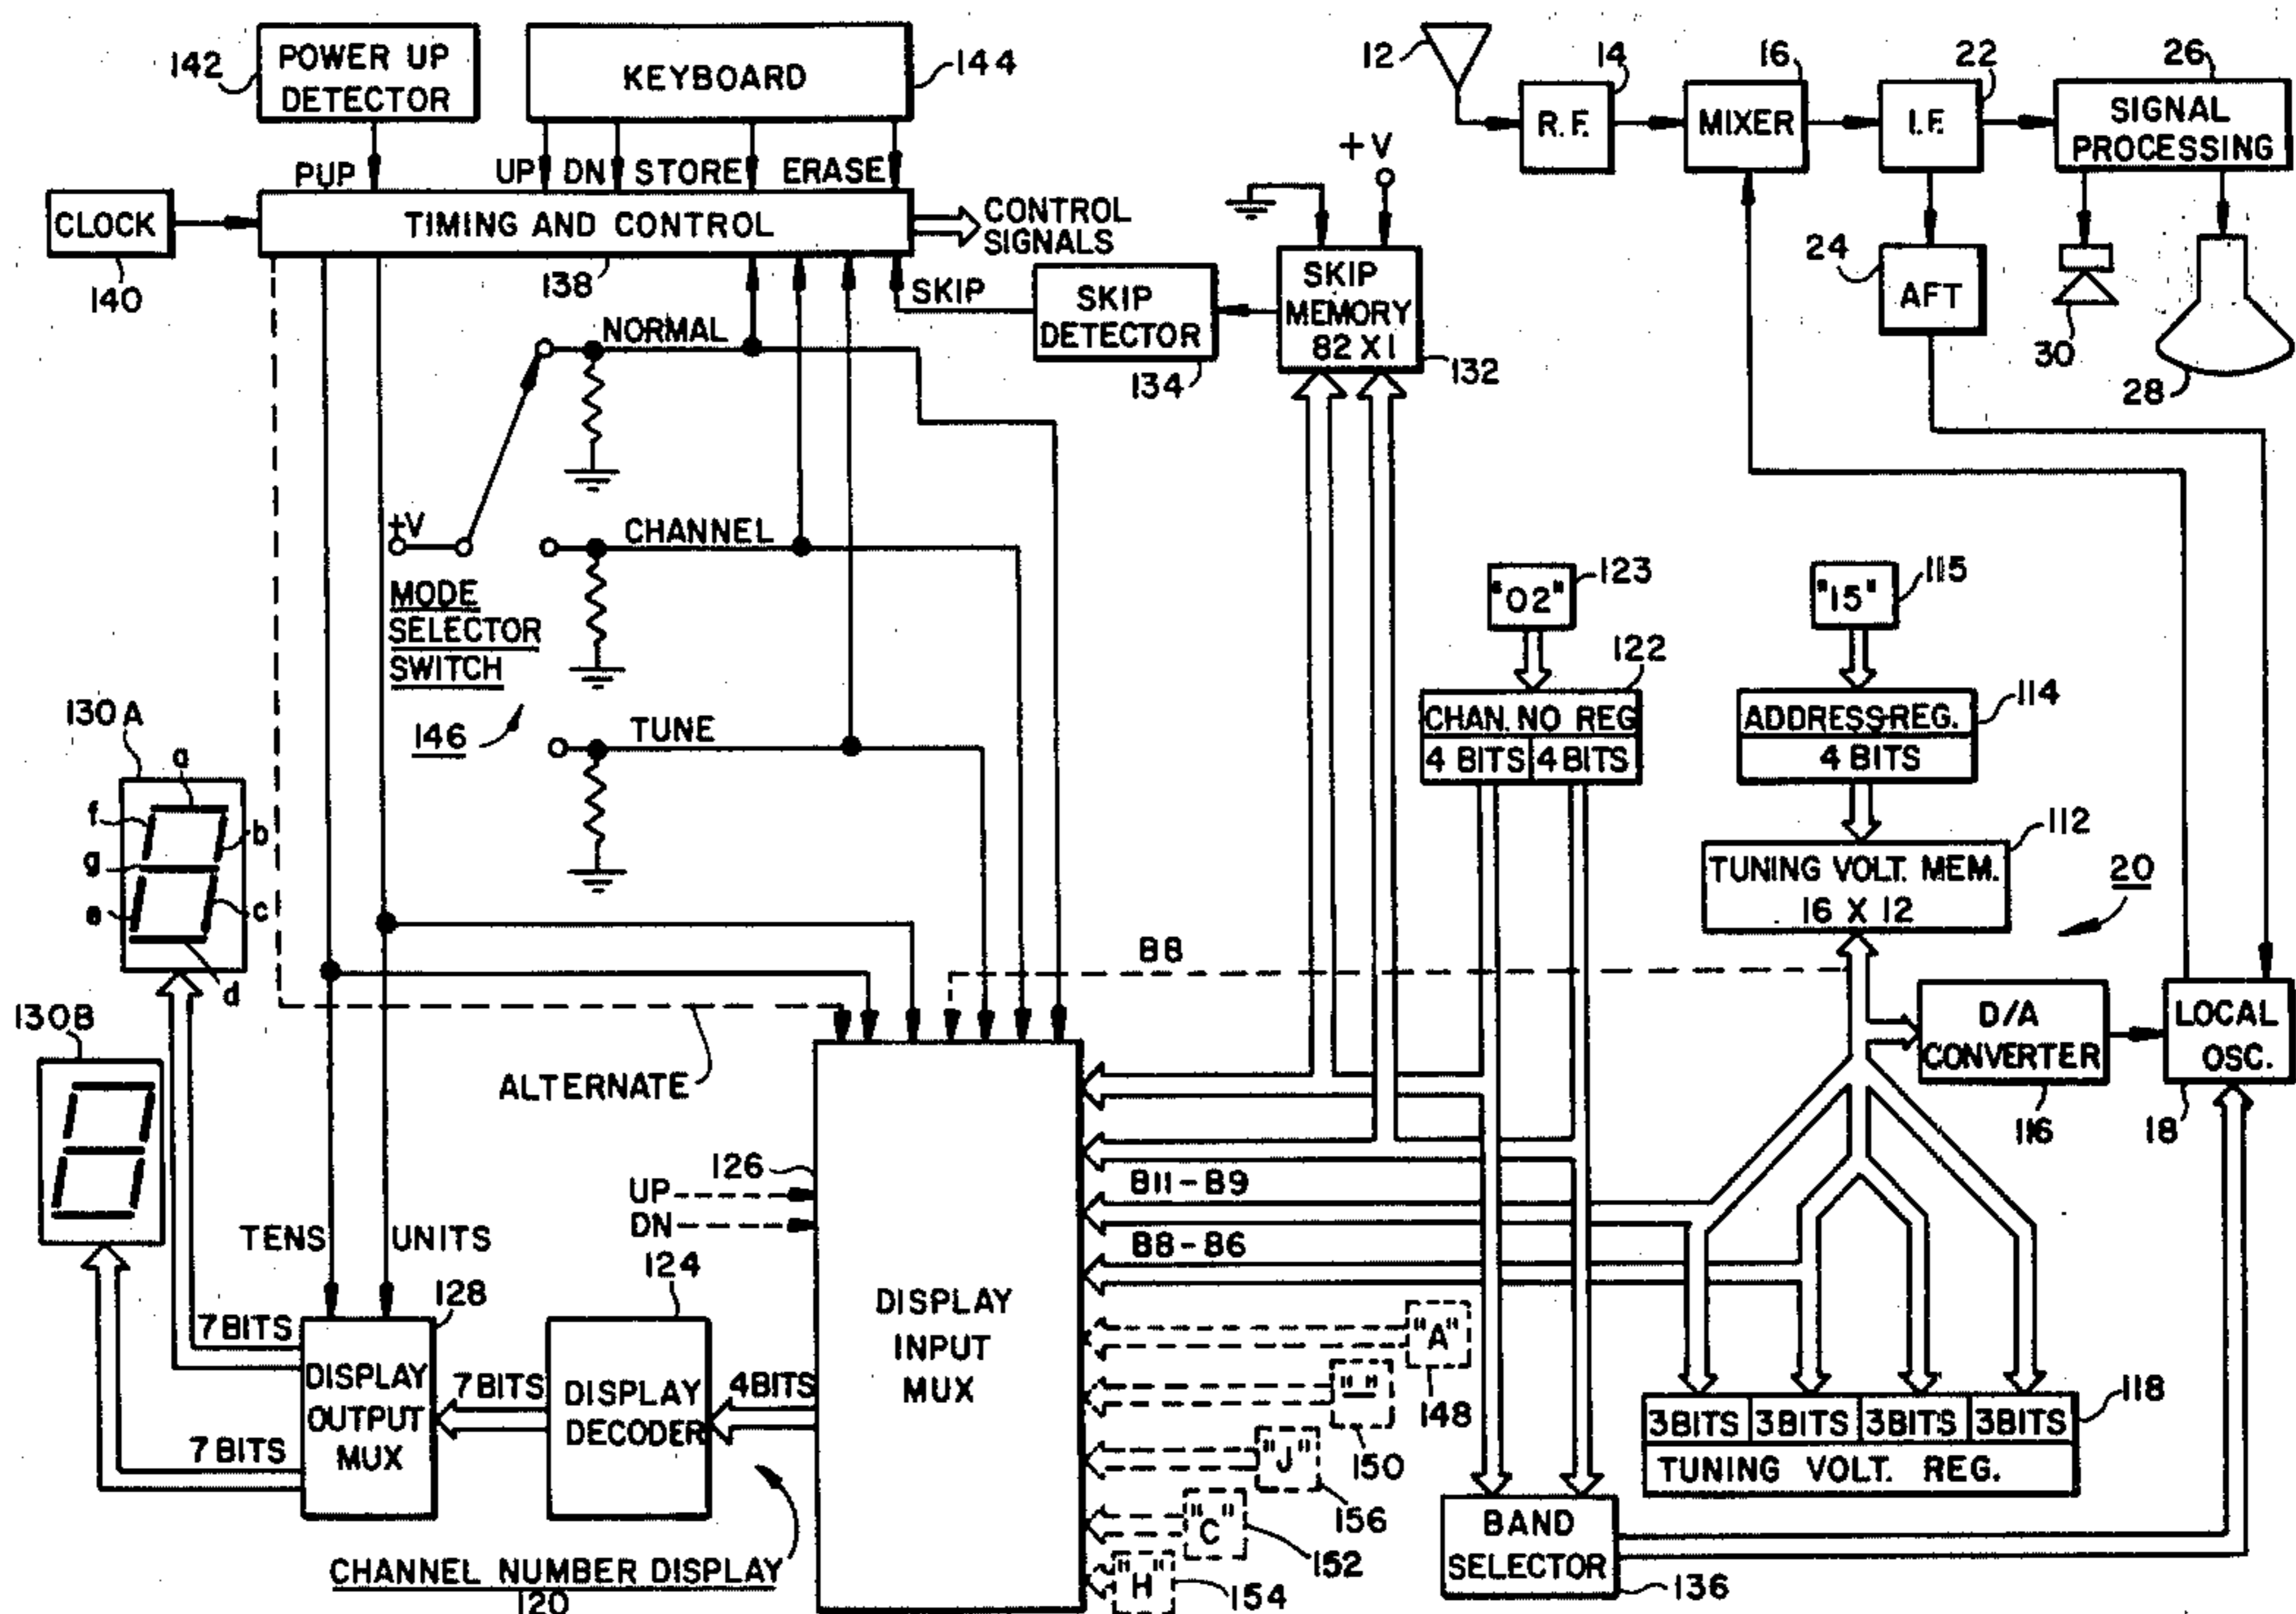 142
POWER UP
DETECTOR
KEYBOARD
144
12
14
R.F.
16
MIXER
22
I.F.
26
SIGNAL
PROCESSING
PUP
UP
DN
STORE
ERASE
CLOCK
140
TIMING AND CONTROL
138
CONTROL
SIGNALS
+V
SKIP
SKIP
DETECTOR
134
SKIP
MEMORY
82 X 1
132
24
AFT
30
28
NORMAL
+V
CHANNEL
MODE
SELECTOR
SWITCH
146
TUNE
"02"
123
"15"
115
122
CHAN. NO REG
4 BITS
4 BITS
114
ADDRESS REG.
4 BITS
112
TUNING VOLT. MEM.
16 X 12
20
130A
a
f
b
g
e
c
d
130B
B8
D/A
CONVERTER
116
LOCAL
OSC.
18
ALTERNATE
126
UP
DN
B11-B9
B8-B6
TENS
UNITS
128
124
7 BITS
7 BITS
DISPLAY
OUTPUT
MUX
7BITS
DISPLAY
DECODER
4BITS
DISPLAY
INPUT
MUX
"A"
148
"-"
150
"J"
156
"C"
152
"H"
154
118
3BITS
3BITS
3BITS
3BITS
TUNING VOLT. REG.
BAND
SELECTOR
136
CHANNEL NUMBER DISPLAY
120